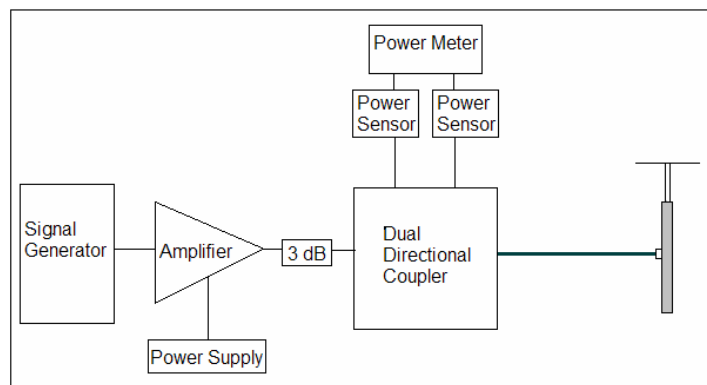 Power Meter
Power
Sensor
Power
Sensor
Signal
Generator
Amplifier
3 dB
Dual
Directional
Coupler
Power Supply